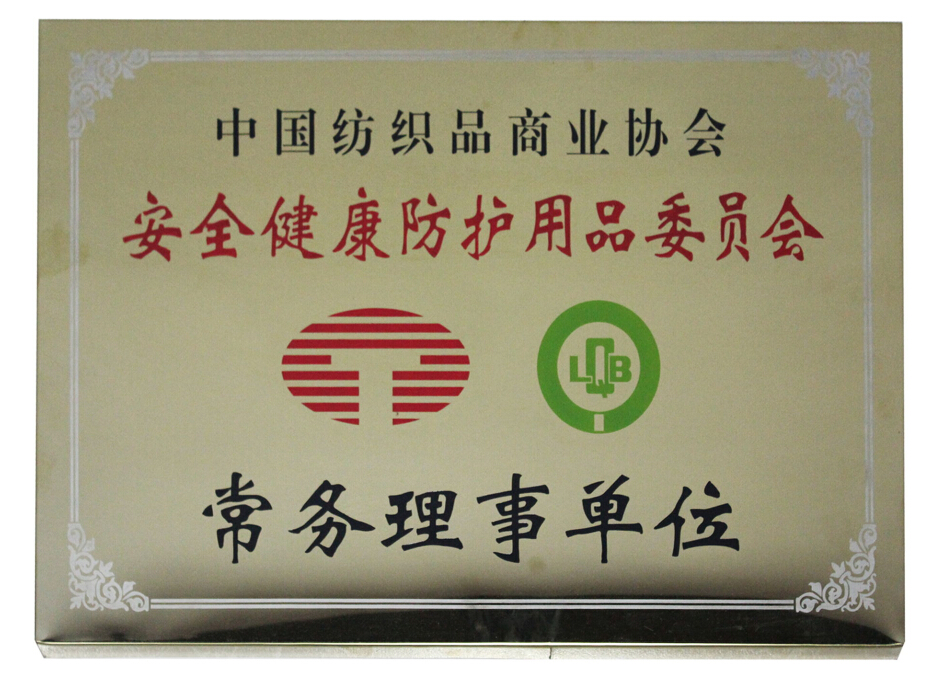 中国纺织品商业协会
安全健康防护用品委员会
LQB
常务理事单位